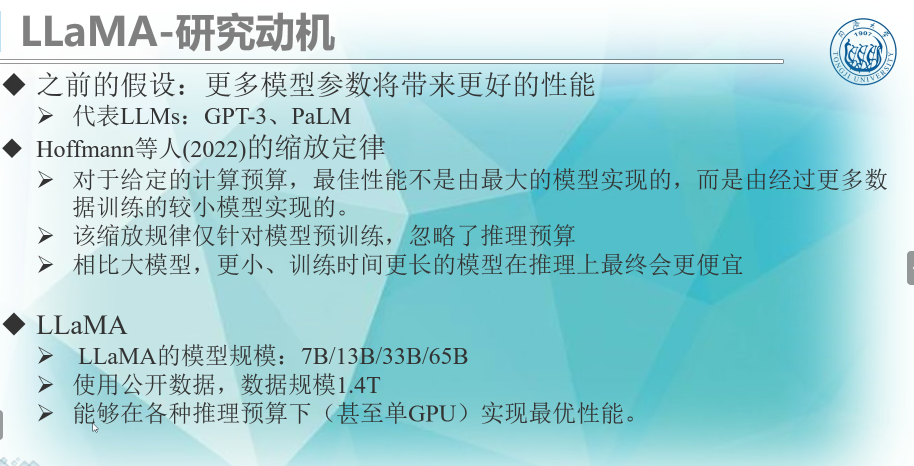 LLaMA-研究动机
1907
TONGJI UNIVERSITY
◆ 之前的假设：更多模型参数将带来更好的性能
➢ 代表LLMs：GPT-3、PaLM
◆ Hoffmann等人(2022)的缩放定律
➢ 对于给定的计算预算，最佳性能不是由最大的模型实现的，而是由经过更多数
据训练的较小模型实现的。
➢ 该缩放规律仅针对模型预训练，忽略了推理预算
➢ 相比大模型，更小、训练时间更长的模型在推理上最终会更便宜
◆ LLaMA
➢ LLaMA的模型规模：7B/13B/33B/65B
➢ 使用公开数据，数据规模1.4T
➢ 能够在各种推理预算下（甚至单GPU）实现最优性能。